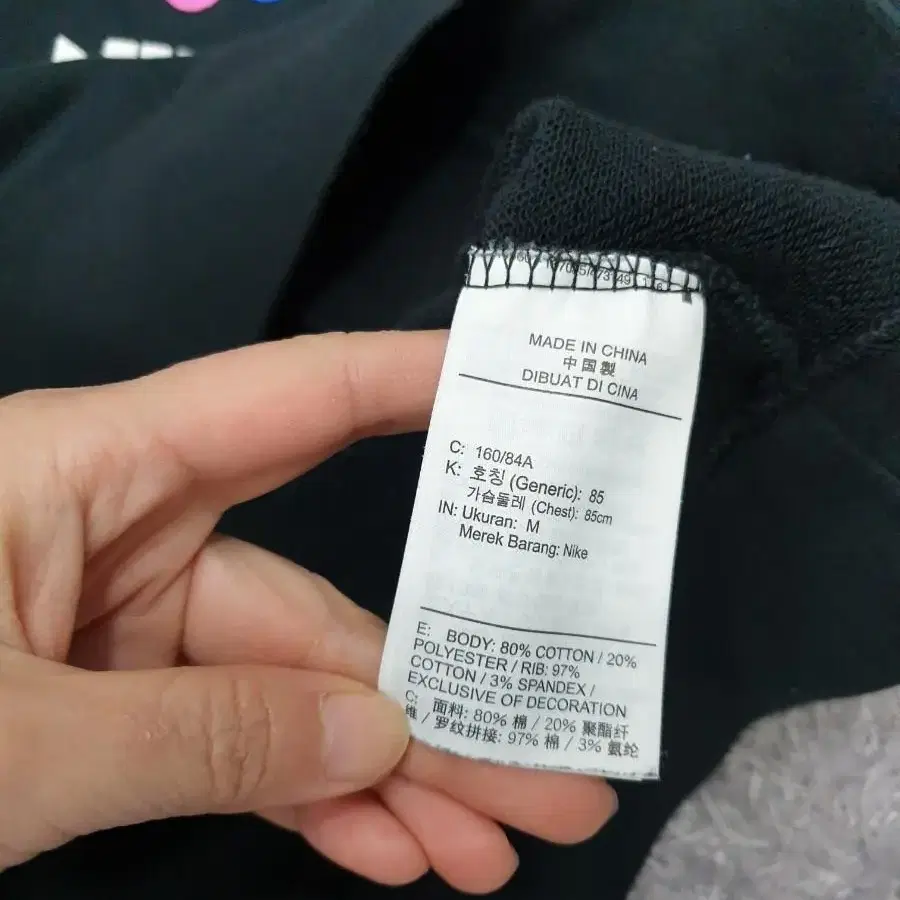 MADE IN CHINA
中国製
DIBUAT DI CINA
C: 160/84A
K: 호칭 (Generic): 85
가슴둘레 (Chest): 85cm
IN: Ukuran: M
Merek Barang: Nike
E: BODY: 80% COTTON / 20%
POLYESTER / RIB: 97%
COTTON / 3% SPANDEX /
EXCLUSIVE OF DECORATION
C: 面料: 80% 棉 / 20% 聚酯纤
维 / 罗纹拼接: 97% 棉 / 3% 氨纶